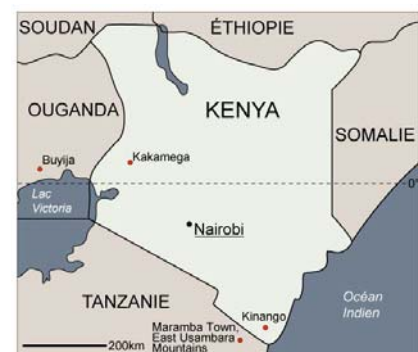 SOUDAN
ÉTHIOPIE
OUGANDA
KENYA
SOMALIE
Buyija
Kakamega
0°
Lac
Victoria
Nairobi
TANZANIE
Kinango
Océan
Indien
Maramba Town,
East Usambara
Mountains
200km